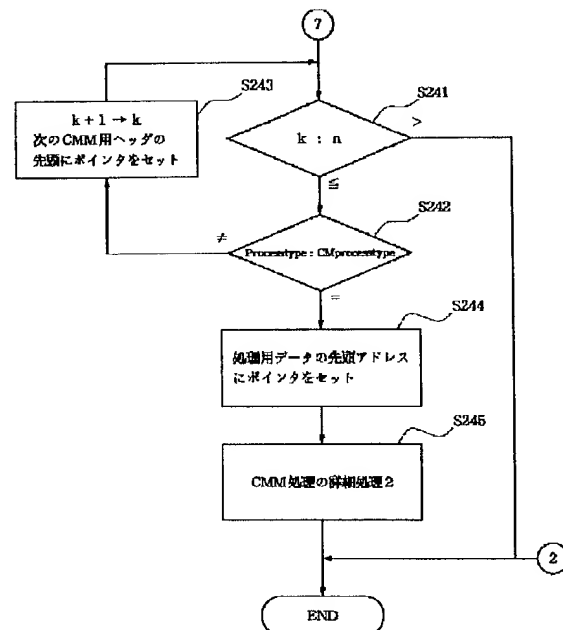 7
S243
k+1→k
次のCMM用ヘッダの
先頭にポインタをセット
S241
k : n
>
≦
S242
≠
Processtype : CMprocesstype
=
S244
処理用データの先頭アドレス
にポインタをセット
S245
CMM処理の詳細処理2
2
END